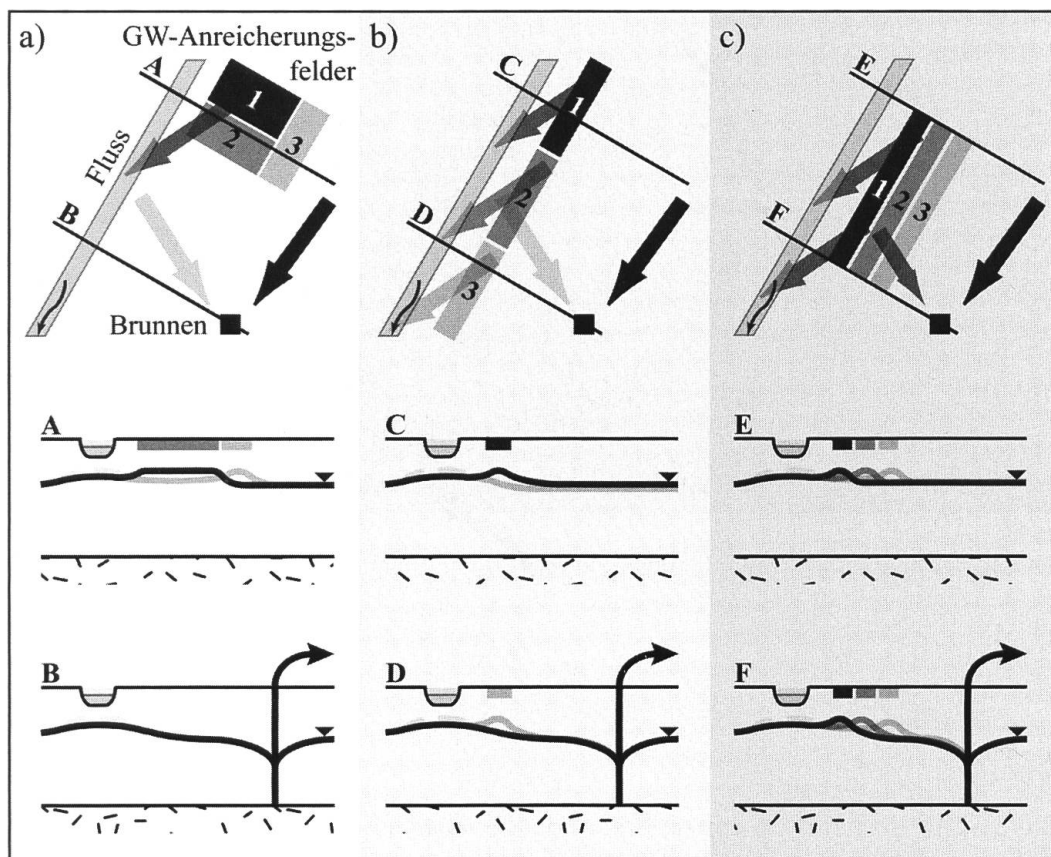 a)
GW-Anreicherungs-
felder
A
1
2
3
Fluss
B
Brunnen
b)
C
1
2
D
3
c)
E
1
2
3
F
A
C
E
B
D
F